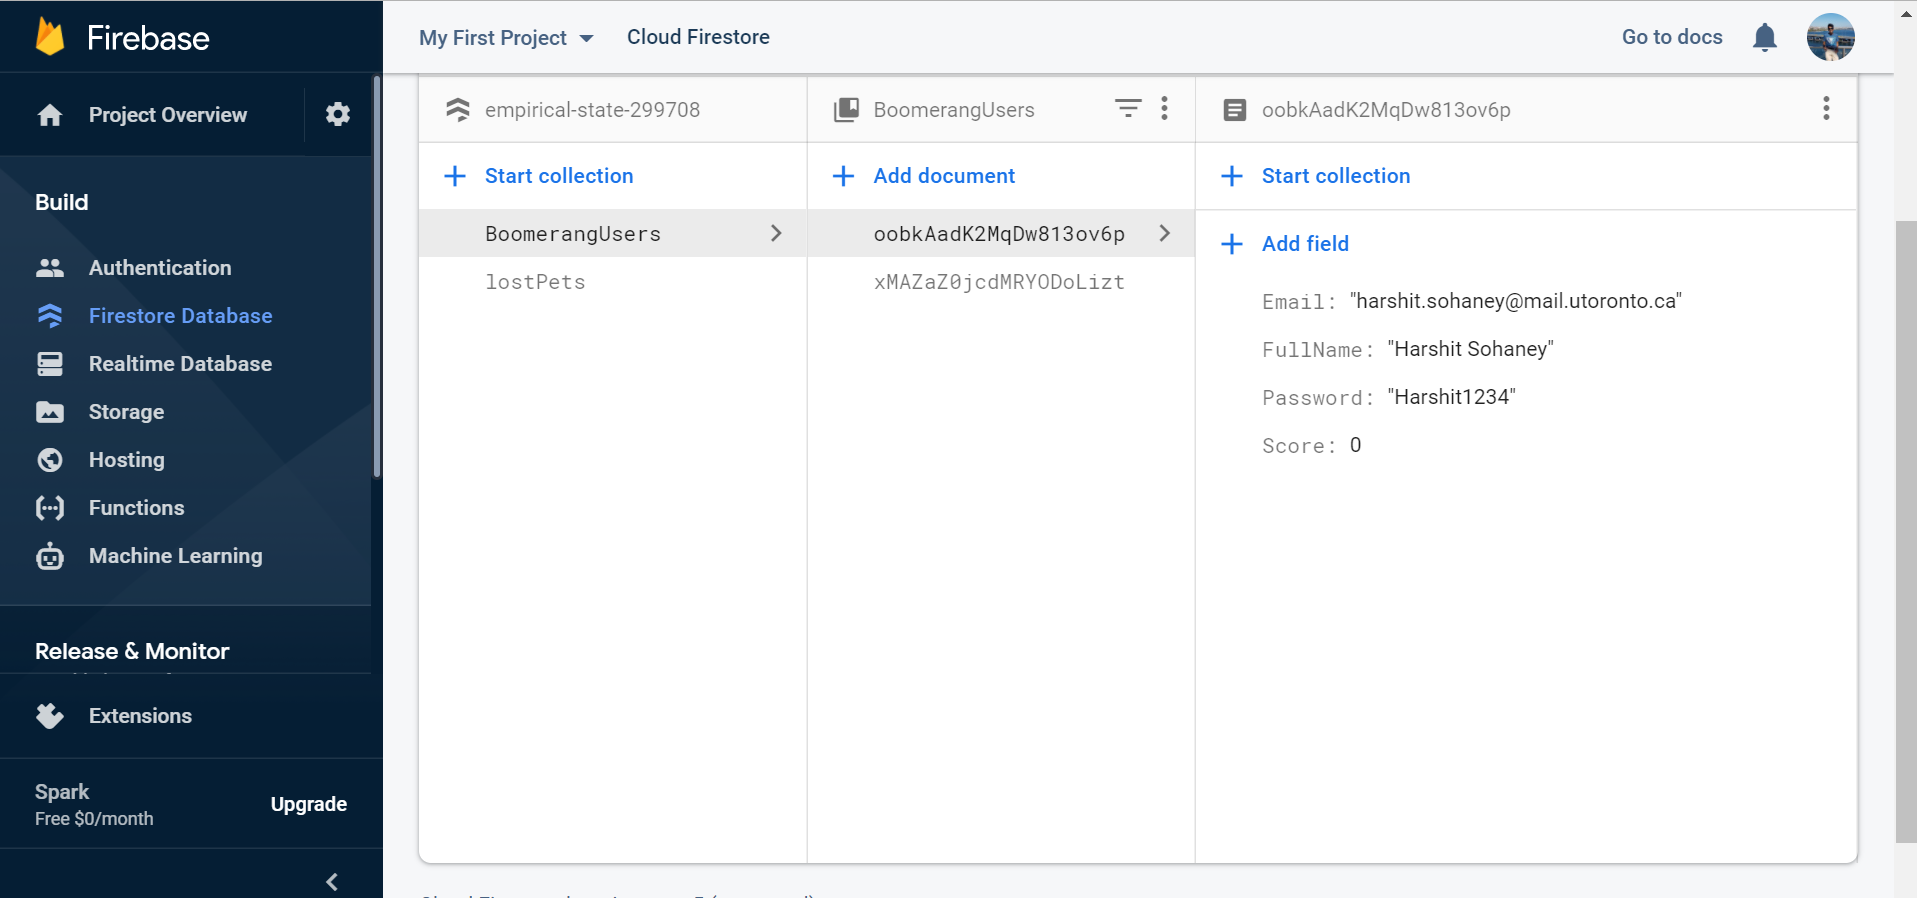 Firebase
Project Overview
Build
Authentication
Firestore Database
Realtime Database
Storage
Hosting
Functions
Machine Learning
Release & Monitor
Extensions
Spark
Free $0/month
Upgrade
My First Project
Cloud Firestore
Go to docs
empirical-state-299708
Start collection
BoomerangUsers
lostPets
BoomerangUsers
Add document
oobkAadK2MqDw813ov6p
xMAZaZ0jcdMRYODoLizt
oobkAadK2MqDw813ov6p
Start collection
Add field
Email: "harshit.sohaney@mail.utoronto.ca"
FullName: "Harshit Sohaney"
Password: "Harshit1234"
Score: 0